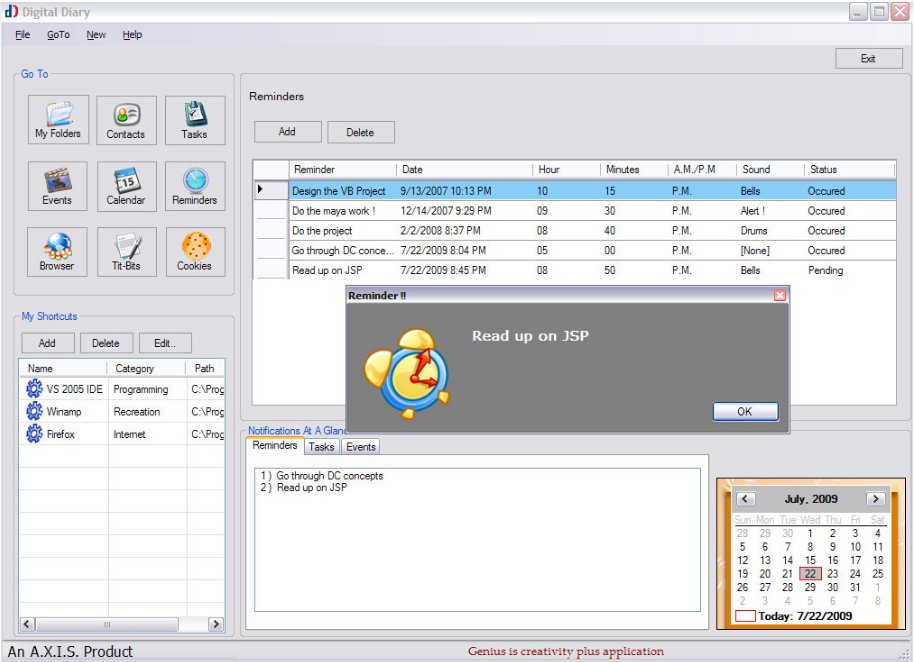 Digital Diary
File GoTo New Help
Exit
Go To
My Folders Contacts Tasks
Events Calendar Reminders
Browser Tit-Bits Cookies
Reminders
Add Delete
Reminder Date Hour Minutes A.M./P.M Sound Status
Design the VB Project 9/13/2007 10:13 PM 10 15 P.M. Bells Occured
Do the maya work ! 12/14/2007 9:29 PM 09 30 P.M. Alert ! Occured
Do the project 2/2/2008 8:37 PM 08 40 P.M. Drums Occured
Go through DC conce... 7/22/2009 8:04 PM 05 00 P.M. [None] Occured
Read up on JSP 7/22/2009 8:45 PM 08 50 P.M. Bells Pending
Reminder !!
Read up on JSP
OK
My Shortcuts
Add Delete Edit..
Name Category Path
VS 2005 IDE Programming C:\Prog
Winamp Recreation C:\Prog
Firefox Internet C:\Prog
Notifications At A Glanc
Reminders Tasks Events
1 ) Go through DC concepts
2 ) Read up on JSP
July, 2009
Sun Mon Tue Wed Thu Fri Sat
28 29 30 1 2 3 4
5 6 7 8 9 10 11
12 13 14 15 16 17 18
19 20 21 22 23 24 25
26 27 28 29 30 31 1
2 3 4 5 6 7 8
Today: 7/22/2009
An A.X.I.S. Product
Genius is creativity plus application